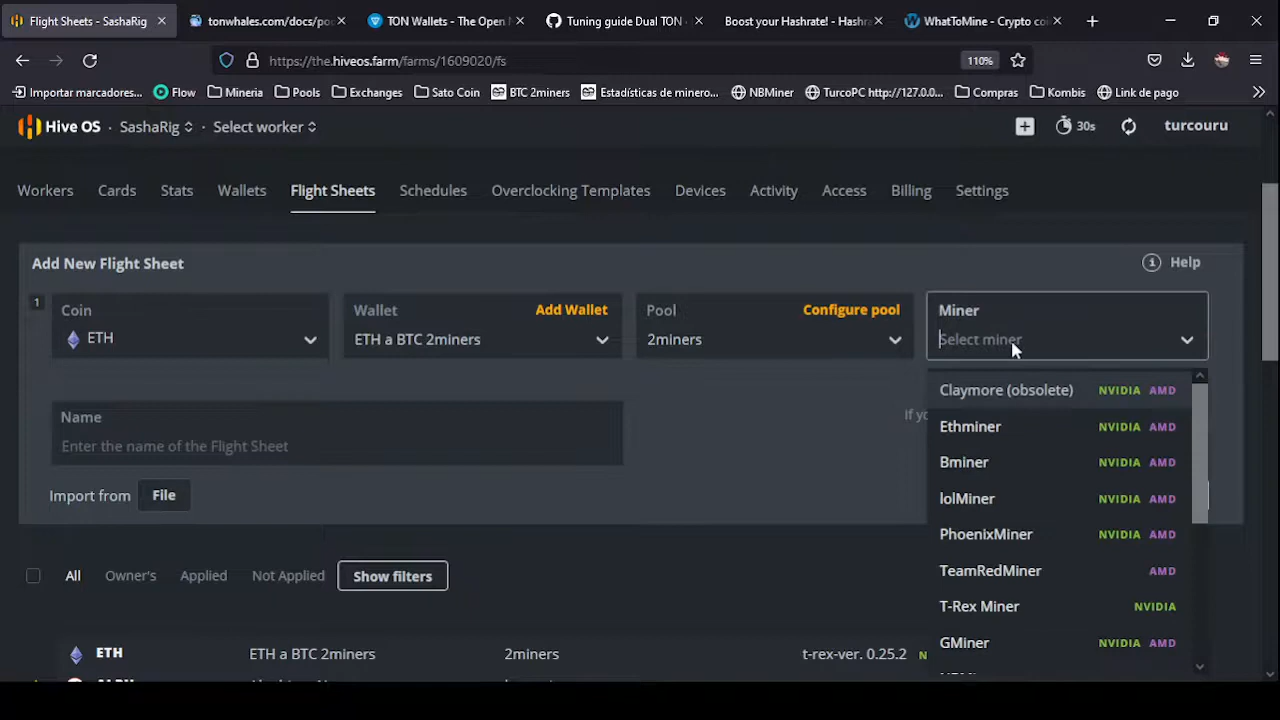 Flight Sheets - SashaRig
tonwhales.com/docs/poo
TON Wallets - The Open N
Tuning guide Dual TON ·
Boost your Hashrate! - Hashra
WhatToMine - Crypto coi
https://the.hiveos.farm/farms/1609020/fs
110%
Importar marcadores...
Flow
Mineria
Pools
Exchanges
Sato Coin
BTC 2miners
Estadísticas de minero...
NBMiner
TurcoPC http://127.0.0...
Compras
Kombis
Link de pago
Hive OS · SashaRig · Select worker
30s
turcouru
Workers
Cards
Stats
Wallets
Flight Sheets
Schedules
Overclocking Templates
Devices
Activity
Access
Billing
Settings
Add New Flight Sheet
Help
1
Coin
ETH
Wallet
Add Wallet
ETH a BTC 2miners
Pool
Configure pool
2miners
Miner
Select miner
Claymore (obsolete) NVIDIA AMD
Ethminer NVIDIA AMD
Bminer NVIDIA AMD
lolMiner NVIDIA AMD
PhoenixMiner NVIDIA AMD
TeamRedMiner AMD
T-Rex Miner NVIDIA
GMiner NVIDIA AMD
Name
Enter the name of the Flight Sheet
If
Import from
File
All
Owner's
Applied
Not Applied
Show filters
ETH
ETH a BTC 2miners
2miners
t-rex-ver. 0.25.2
N